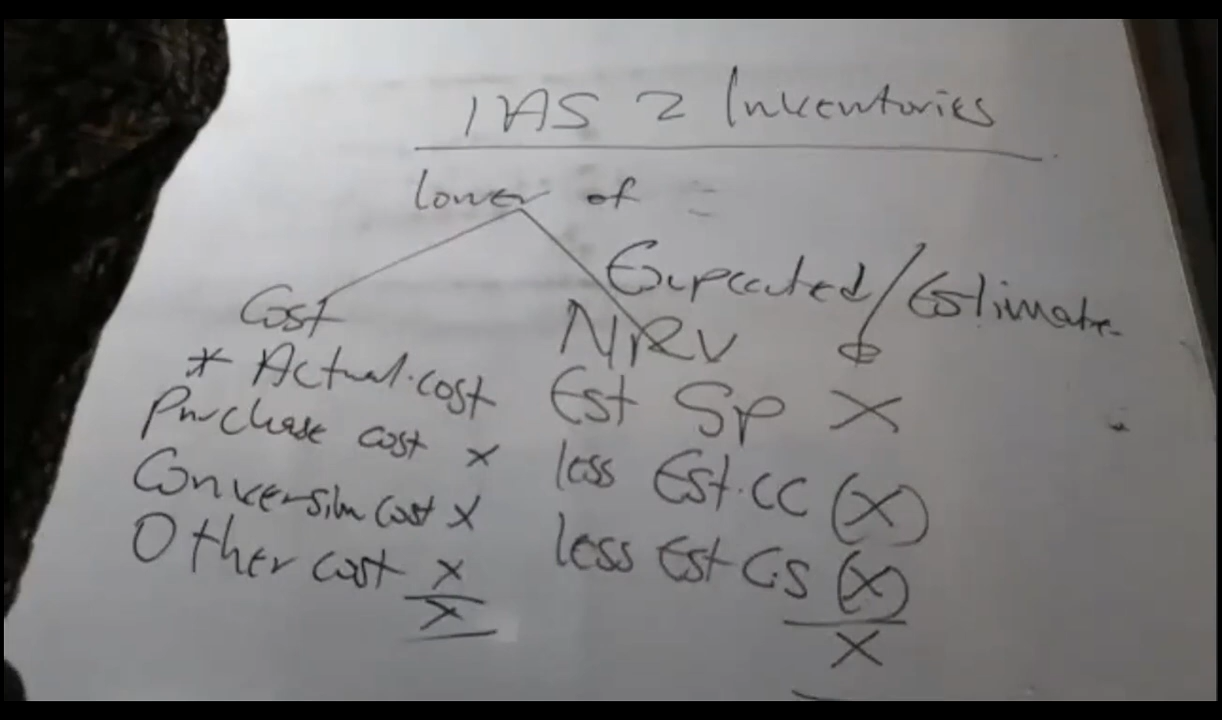 IAS 2 Inventories
lower of =
Expected/Estimate
Cost
* Actual cost
Purchase cost x
Conversion cost x
Other cost x
x
NRV
Est Sp X
less Est. CC (X)
less Est CS (X)
X